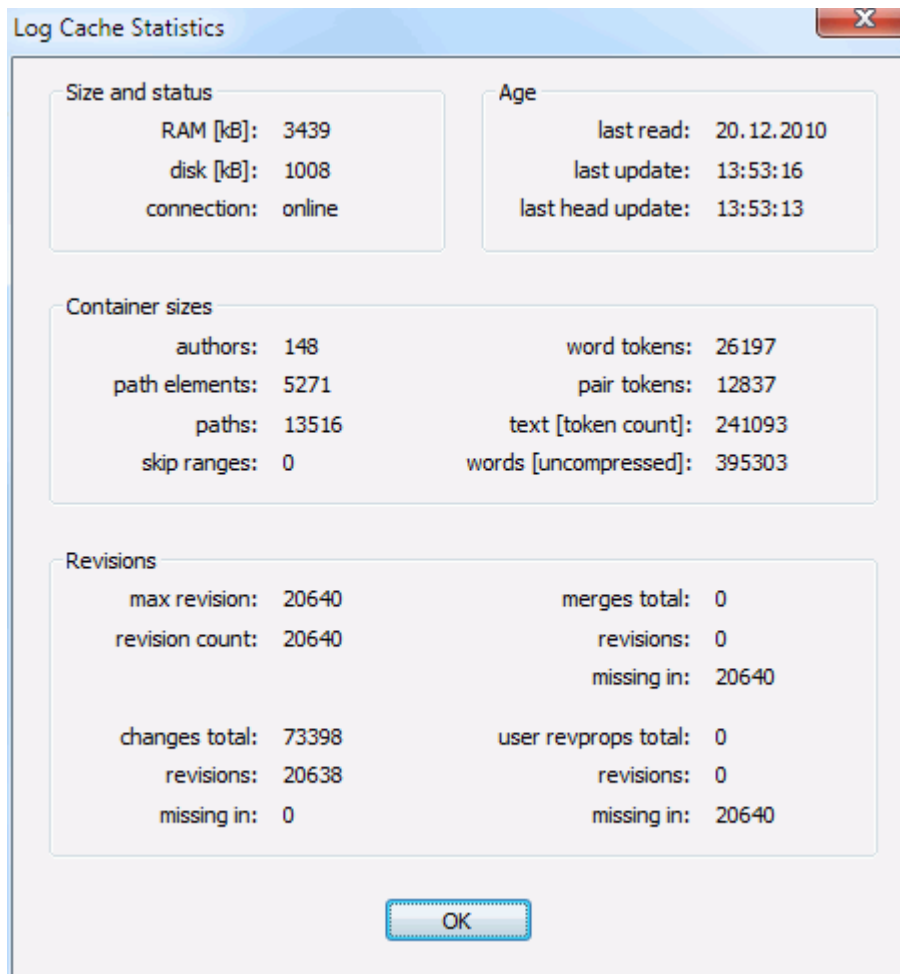 Log Cache Statistics
Size and status
RAM [kB]: 3439
disk [kB]: 1008
connection: online
Age
last read: 20.12.2010
last update: 13:53:16
last head update: 13:53:13
Container sizes
authors: 148
path elements: 5271
paths: 13516
skip ranges: 0
word tokens: 26197
pair tokens: 12837
text [token count]: 241093
words [uncompressed]: 395303
Revisions
max revision: 20640
revision count: 20640
merges total: 0
revisions: 0
missing in: 20640
changes total: 73398
revisions: 20638
missing in: 0
user revprops total: 0
revisions: 0
missing in: 20640
OK